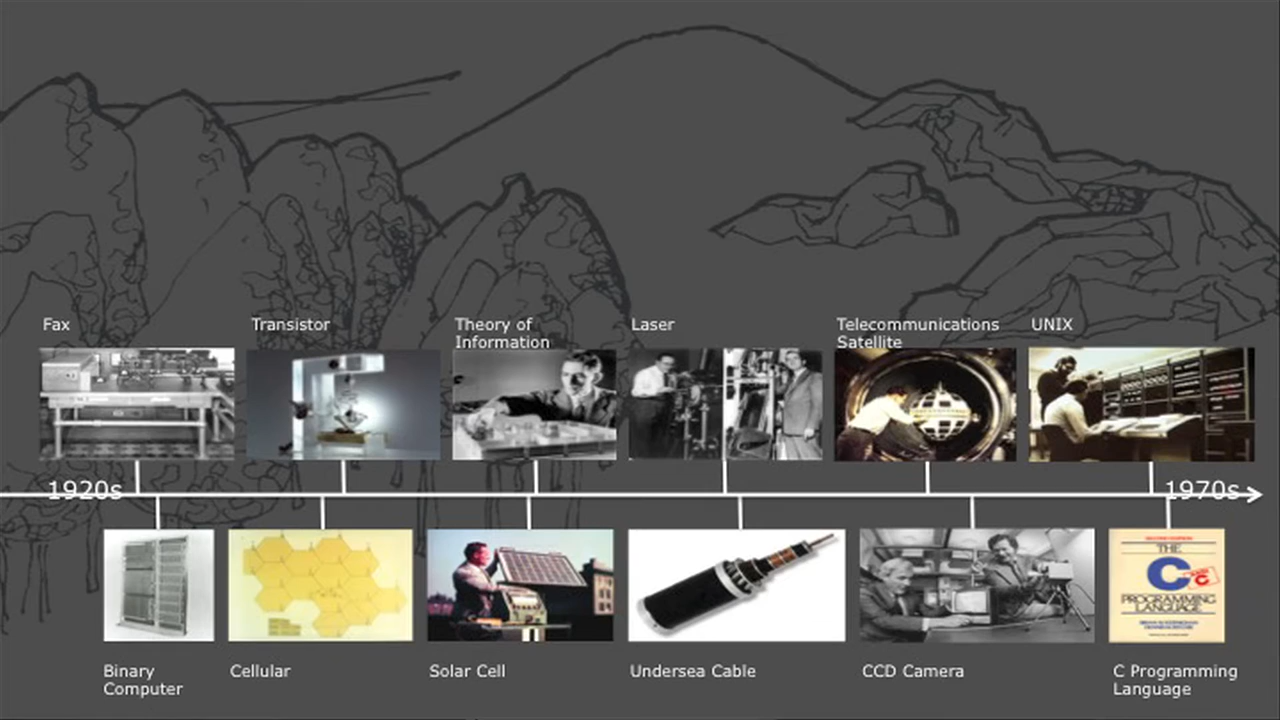 Fax
Transistor
Theory of
Information
Laser
Telecommunications
Satellite
UNIX
1920s
1970s
THE
C
PROGRAMMING
LANGUAGE
Binary
Computer
Cellular
Solar Cell
Undersea Cable
CCD Camera
C Programming
Language